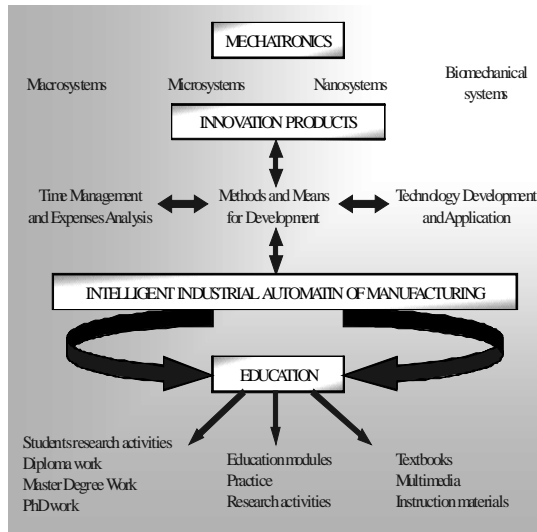 MECHATRONICS
Macrosystems Microsystems Nanosystems Biomechanical
systems
INNOVATION PRODUCTS
Time Management
and Expenses Analysis
Methods and Means
for Development
Technology Development
and Application
INTELLIGENT INDUSTRIAL AUTOMATIN OF MANUFACTURING
EDUCATION
Students research activities
Diploma work
Master Degree Work
PhD work
Education modules
Practice
Research activities
Textbooks
Multimedia
Instruction materials